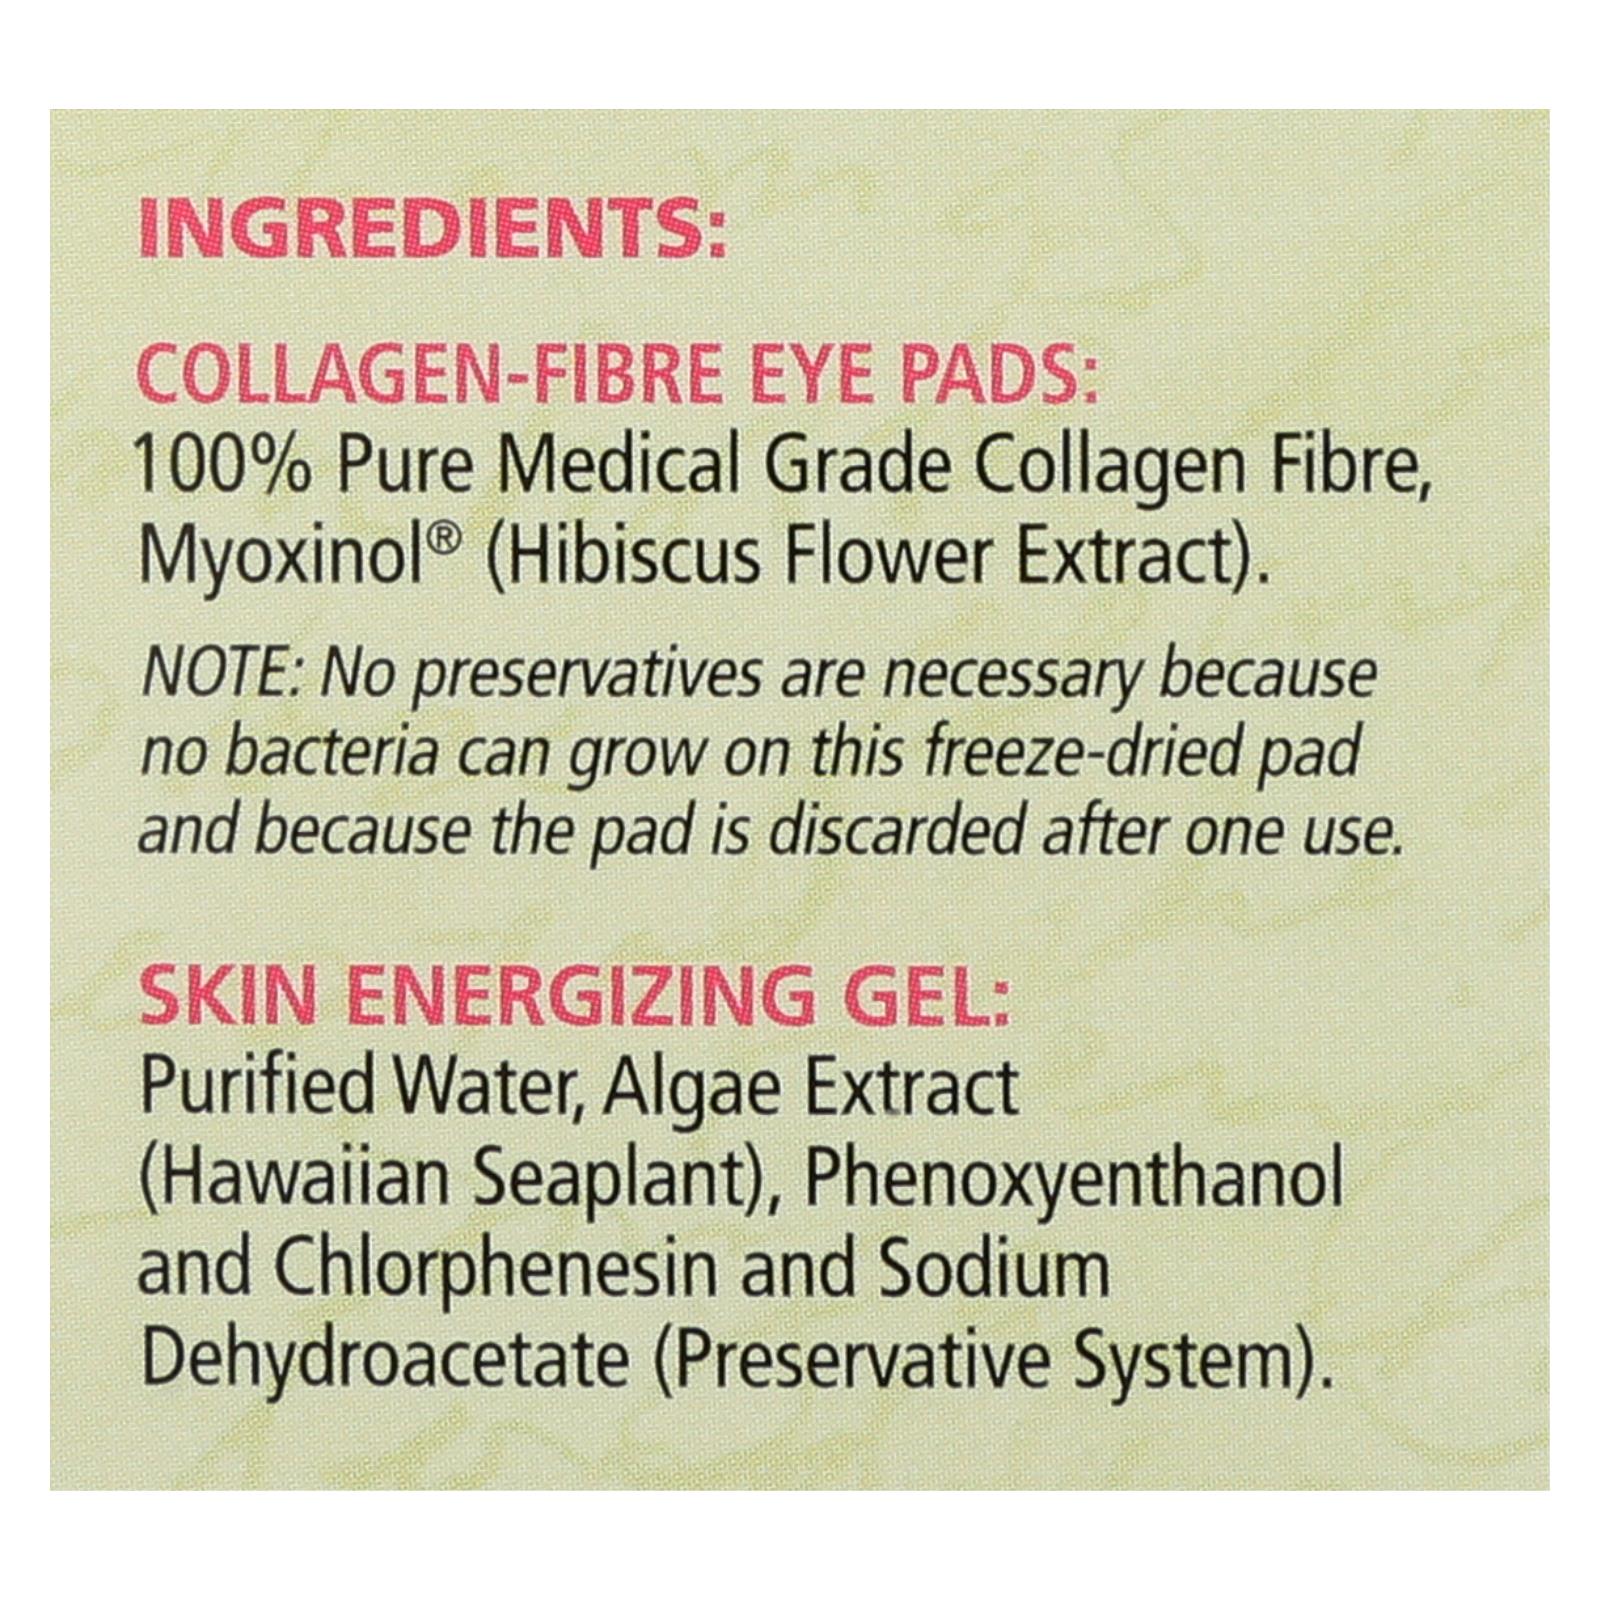 INGREDIENTS:
COLLAGEN-FIBRE EYE PADS:
100% Pure Medical Grade Collagen Fibre,
Myoxinol® (Hibiscus Flower Extract).
NOTE: No preservatives are necessary because
no bacteria can grow on this freeze-dried pad
and because the pad is discarded after one use.
SKIN ENERGIZING GEL:
Purified Water, Algae Extract
(Hawaiian Seaplant), Phenoxyenthanol
and Chlorphenesin and Sodium
Dehydroacetate (Preservative System).